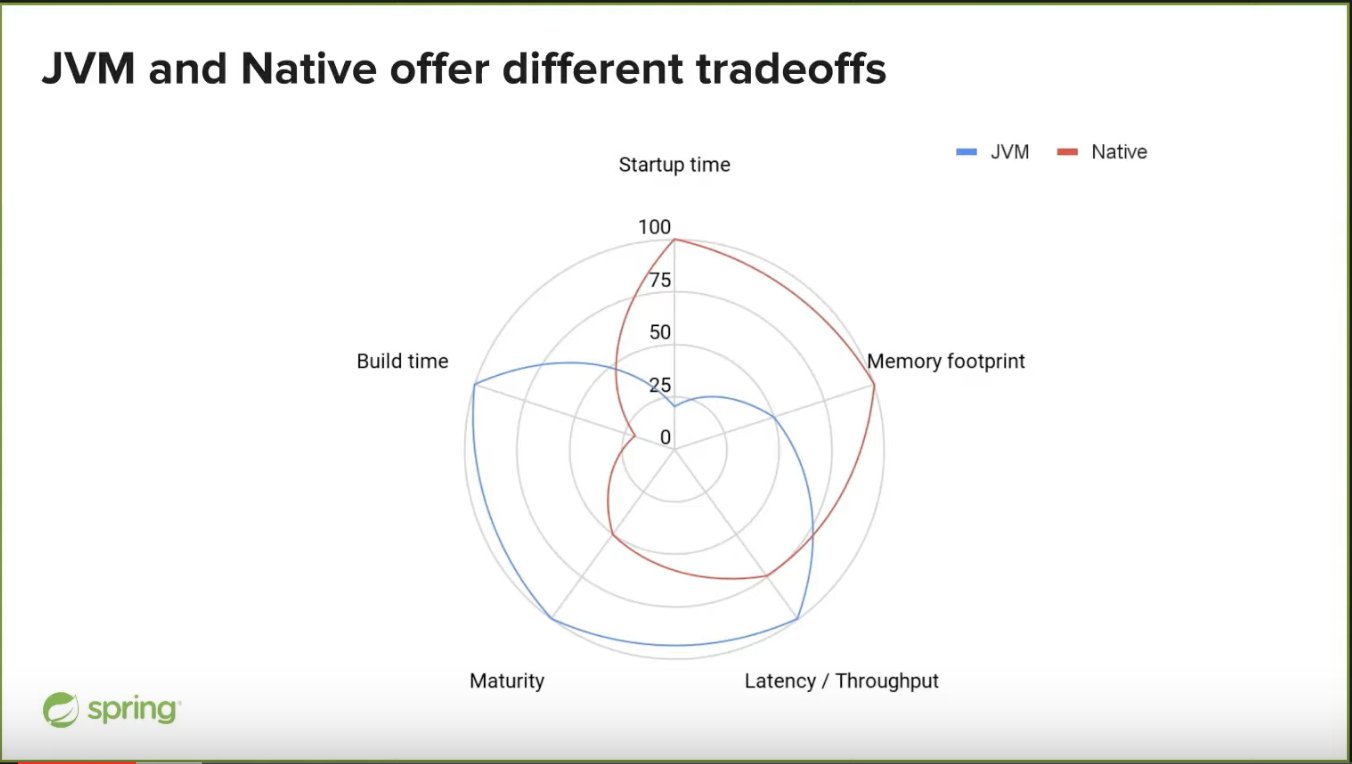 JVM and Native offer different tradeoffs
JVM
Native
Startup time
100
75
50
25
0
Build time
Memory footprint
Maturity
Latency / Throughput
spring